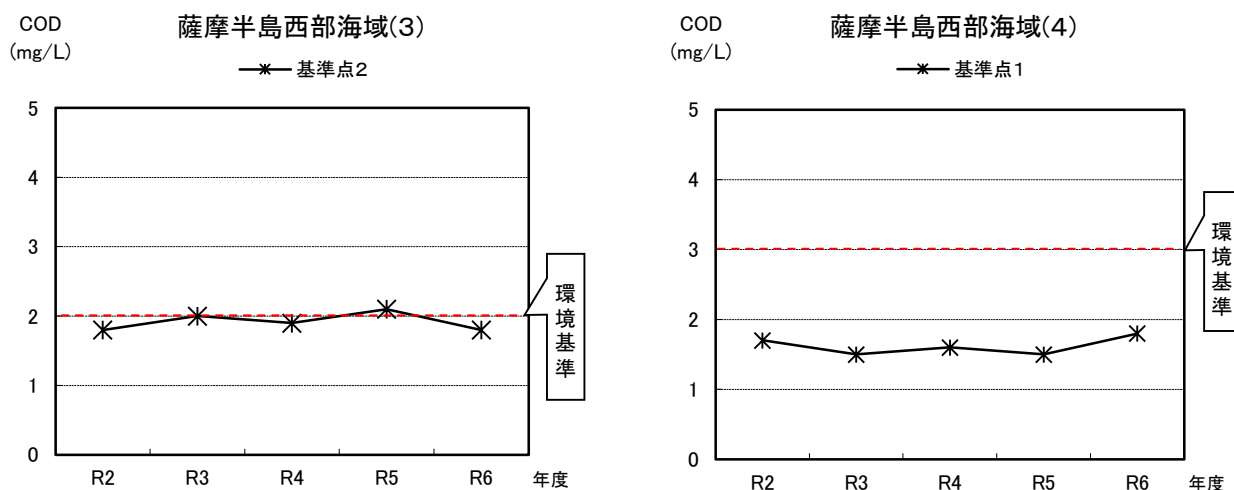 COD
(mg/L)
薩摩半島西部海域(3)
基準点2
5
4
3
2
1
0
R2 R3 R4 R5 R6 年度
環境基準
COD
(mg/L)
薩摩半島西部海域(4)
基準点1
5
4
3
2
1
0
R2 R3 R4 R5 R6 年度
環境基準